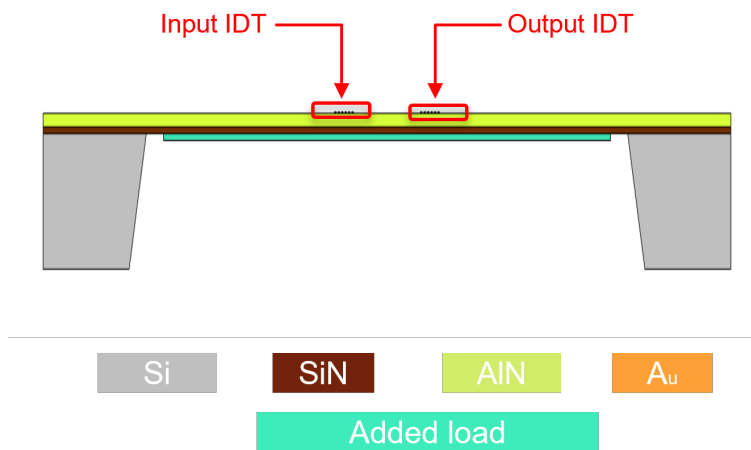 Input IDT
Output IDT
Si
SiN
AlN
Au
Added load